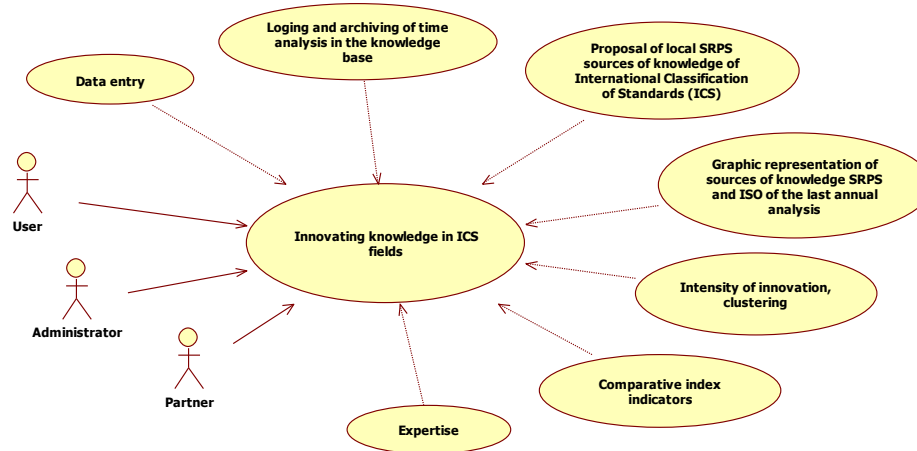 Loging and archiving of time
analysis in the knowledge
base
Proposal of local SRPS
sources of knowledge of
International Classification
of Standards (ICS)
Data entry
Graphic representation of
sources of knowledge SRPS
and ISO of the last annual
analysis
User
Innovating knowledge in ICS
fields
Intensity of innovation,
clustering
Administrator
Comparative index
indicators
Partner
Expertise